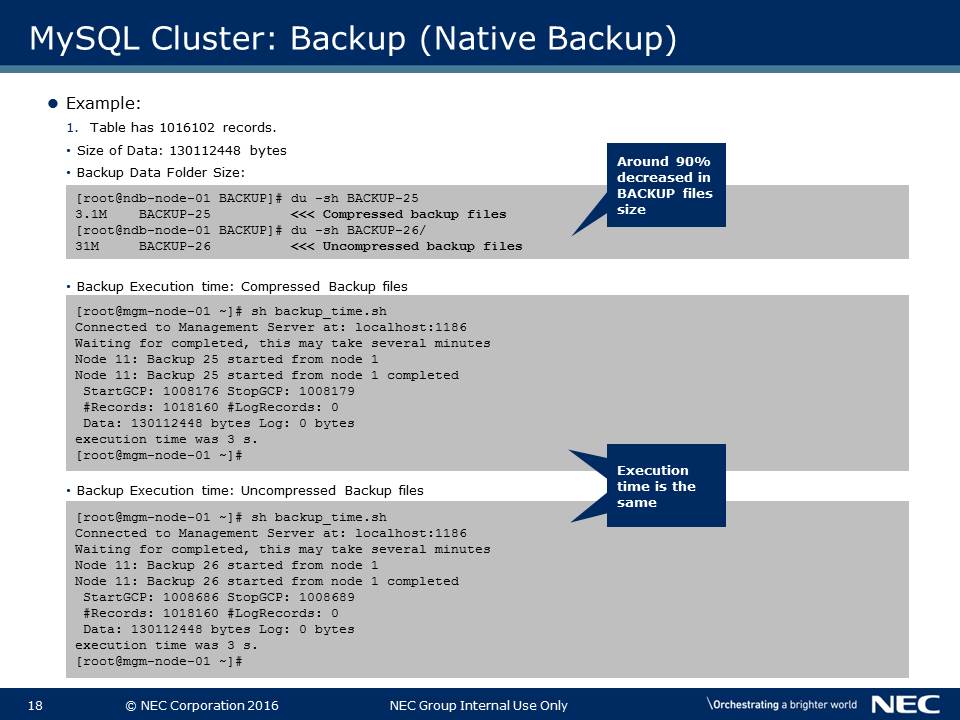 MySQL Cluster: Backup (Native Backup)
● Example:
1. Table has 1016102 records.
• Size of Data: 130112448 bytes
• Backup Data Folder Size:
Around 90%
decreased in
BACKUP files
size
[root@ndb-node-01 BACKUP]# du -sh BACKUP-25
3.1M    BACKUP-25          <<< Compressed backup files
[root@ndb-node-01 BACKUP]# du -sh BACKUP-26/
31M     BACKUP-26          <<< Uncompressed backup files
• Backup Execution time: Compressed Backup files
[root@mgm-node-01 ~]# sh backup_time.sh
Connected to Management Server at: localhost:1186
Waiting for completed, this may take several minutes
Node 11: Backup 25 started from node 1
Node 11: Backup 25 started from node 1 completed
 StartGCP: 1008176 StopGCP: 1008179
 #Records: 1018160 #LogRecords: 0
 Data: 130112448 bytes Log: 0 bytes
execution time was 3 s.
[root@mgm-node-01 ~]#
Execution
time is the
same
• Backup Execution time: Uncompressed Backup files
[root@mgm-node-01 ~]# sh backup_time.sh
Connected to Management Server at: localhost:1186
Waiting for completed, this may take several minutes
Node 11: Backup 26 started from node 1
Node 11: Backup 26 started from node 1 completed
 StartGCP: 1008686 StopGCP: 1008689
 #Records: 1018160 #LogRecords: 0
 Data: 130112448 bytes Log: 0 bytes
execution time was 3 s.
[root@mgm-node-01 ~]#
18 © NEC Corporation 2016 NEC Group Internal Use Only \Orchestrating a brighter world NEC